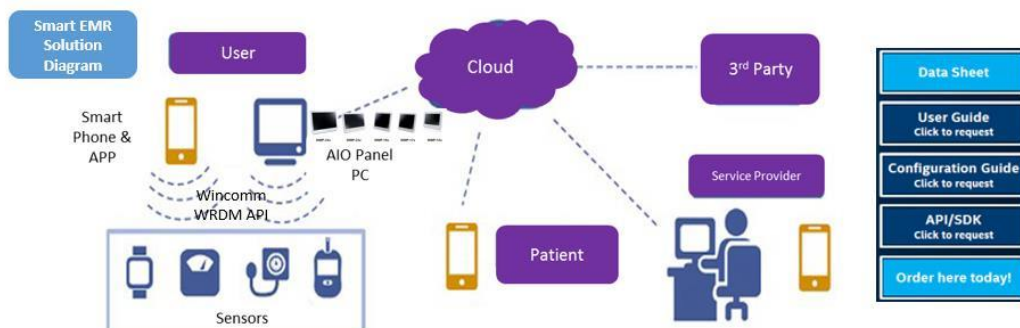 Smart EMR
Solution
Diagram
User
Cloud
3rd Party
Smart
Phone &
APP
AIO Panel
PC
Wincomm
WRDM API
Sensors
Patient
Service Provider
Data Sheet
User Guide
Click to request
Configuration Guide
Click to request
API/SDK
Click to request
Order here today!